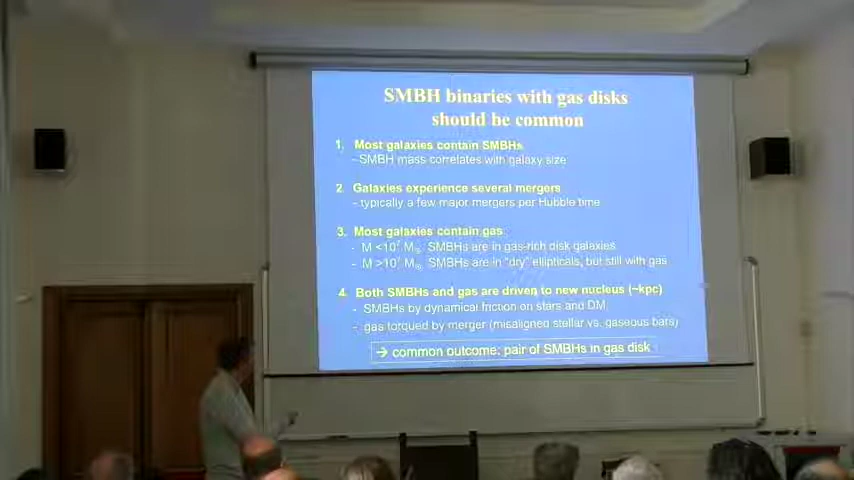 SMBH binaries with gas disks
should be common
1. Most galaxies contain SMBHs
- SMBH mass correlates with galaxy size
2. Galaxies experience several mergers
- typically a few major mergers per Hubble time
3. Most galaxies contain gas
- M <10⁷ M☉: SMBHs are in gas-rich disk galaxies
- M >10⁷ M☉: SMBHs are in "dry" ellipticals, but still with gas
4. Both SMBHs and gas are driven to new nucleus (~kpc)
- SMBHs by dynamical friction on stars and DM
- gas torqued by merger (misaligned stellar vs. gaseous bars)
→ common outcome: pair of SMBHs in gas disk